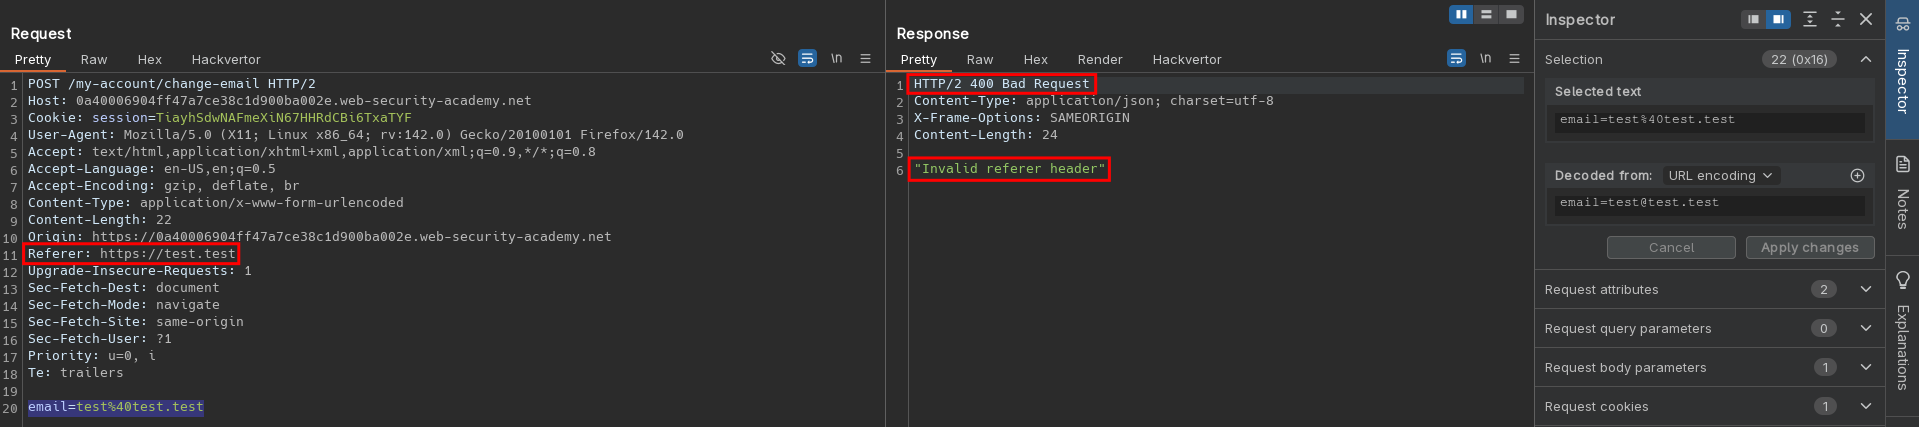 Request
Pretty Raw Hex Hackvertor \n
1 POST /my-account/change-email HTTP/2
2 Host: 0a40006904ff47a7ce38c1d900ba002e.web-security-academy.net
3 Cookie: session=TiayhSdwNAFmeXiN67HHRdCBi6TxaTYF
4 User-Agent: Mozilla/5.0 (X11; Linux x86_64; rv:142.0) Gecko/20100101 Firefox/142.0
5 Accept: text/html,application/xhtml+xml,application/xml;q=0.9,*/*;q=0.8
6 Accept-Language: en-US,en;q=0.5
7 Accept-Encoding: gzip, deflate, br
8 Content-Type: application/x-www-form-urlencoded
9 Content-Length: 22
10 Origin: https://0a40006904ff47a7ce38c1d900ba002e.web-security-academy.net
11 Referer: https://test.test
12 Upgrade-Insecure-Requests: 1
13 Sec-Fetch-Dest: document
14 Sec-Fetch-Mode: navigate
15 Sec-Fetch-Site: same-origin
16 Sec-Fetch-User: ?1
17 Priority: u=0, i
18 Te: trailers
19
20 email=test%40test.test
Response
Pretty Raw Hex Render Hackvertor \n
1 HTTP/2 400 Bad Request
2 Content-Type: application/json; charset=utf-8
3 X-Frame-Options: SAMEORIGIN
4 Content-Length: 24
5
6 "Invalid referer header"
Inspector
Selection 22 (0x16)
Selected text
email=test%40test.test
Decoded from: URL encoding
email=test@test.test
Cancel Apply changes
Request attributes 2
Request query parameters 0
Request body parameters 1
Request cookies 1
Inspector
Notes
Explanations